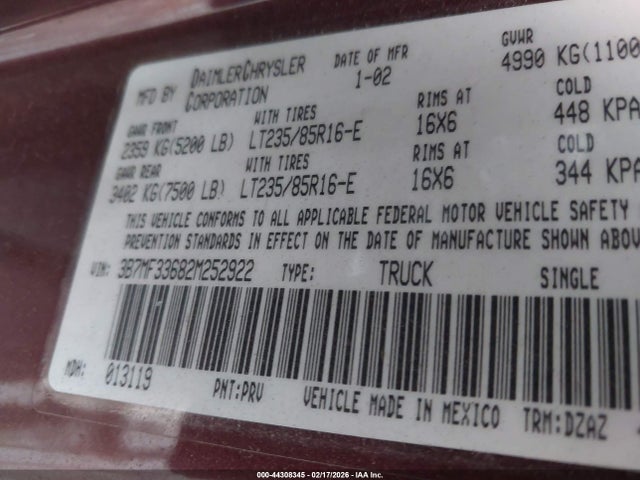 MFD BY DAIMLERCHRYSLER CORPORATION DATE OF MFR 1-02 GVWR 4990 KG(1100
GAWR FRONT WITH TIRES RIMS AT COLD
2359 KG(5200 LB) LT235/85R16-E 16X6 448 KPA
GAWR REAR WITH TIRES RIMS AT COLD
3402 KG(7500 LB) LT235/85R16-E 16X6 344 KPA
THIS VEHICLE CONFORMS TO ALL APPLICABLE FEDERAL MOTOR VEHICLE SAFETY
PREVENTION STANDARDS IN EFFECT ON THE DATE OF MANUFACTURE SHOWN ABOVE
VIN: 3B7MF33682M252922 TYPE: TRUCK SINGLE
MDH: 013119 PNT:PRV VEHICLE MADE IN MEXICO TRM:DZAZ
000-44308345 - 02/17/2026 - IAA Inc.